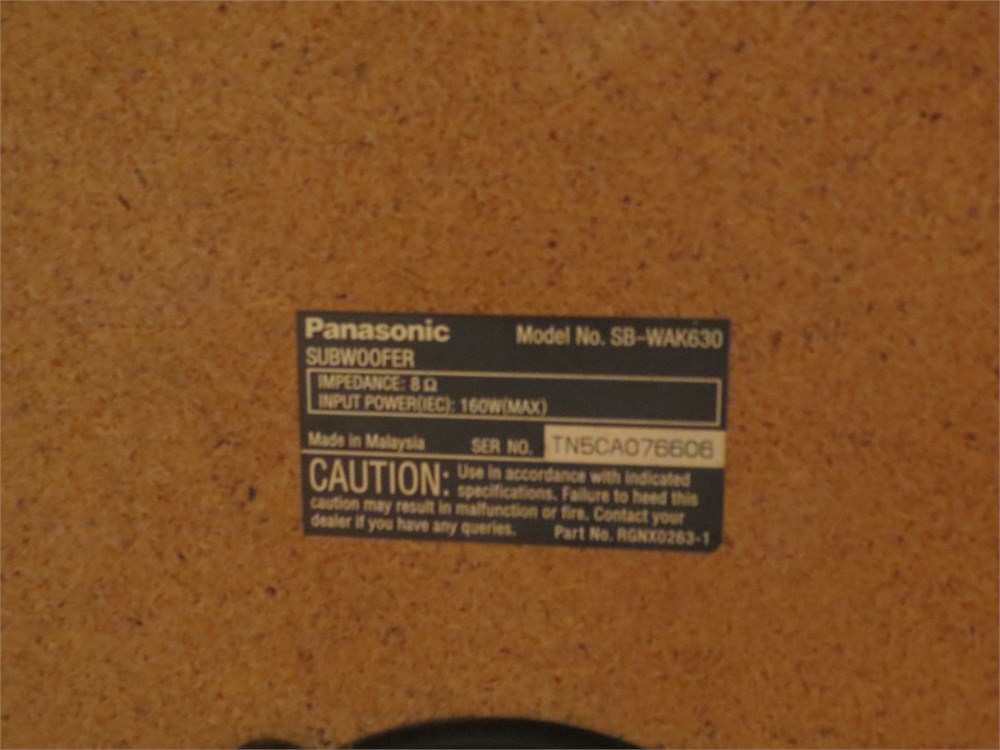 Panasonic Model No. SB-WAK630
SUBWOOFER
IMPEDANCE: 8 Ω
INPUT POWER(IEC): 160W(MAX)
Made in Malaysia SER NO. TN5CA076606
CAUTION: Use in accordance with indicated
specifications. Failure to heed this
caution may result in malfunction or fire. Contact your
dealer if you have any queries. Part No. RGNX0263-1